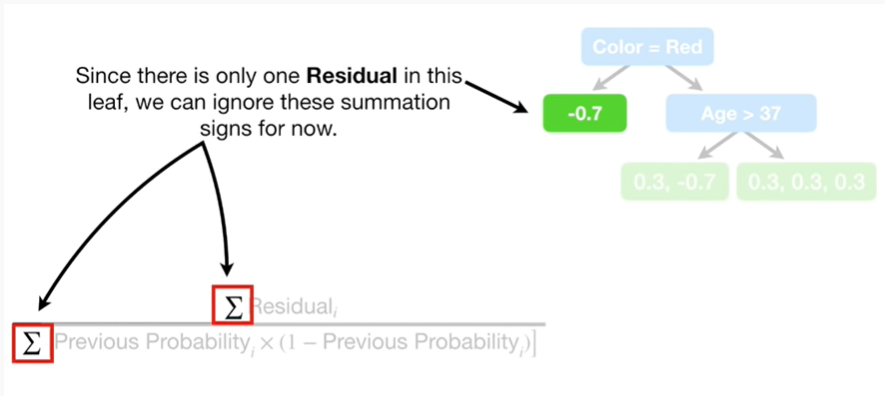 Color = Red
Since there is only one Residual in this
leaf, we can ignore these summation
signs for now.
-0.7
Age > 37
0.3, -0.7
0.3, 0.3, 0.3
∑ Residualᵢ
∑ Previous Probabilityᵢ × (1 – Previous Probabilityᵢ)]